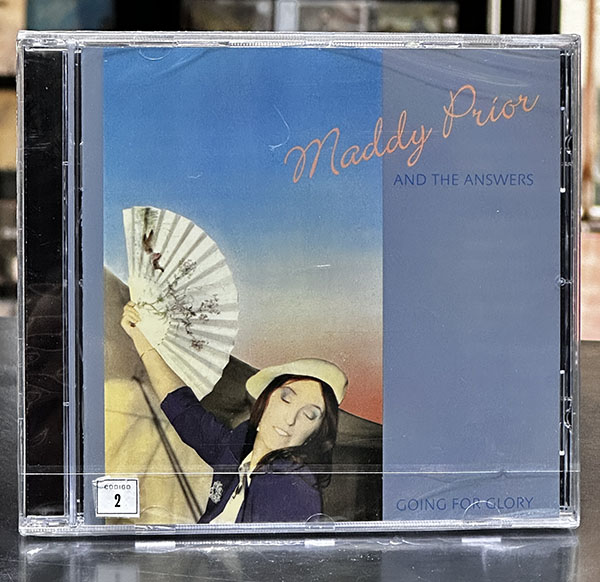 Maddy Prior
AND THE ANSWERS
CODIGO
2
GOING FOR GLORY